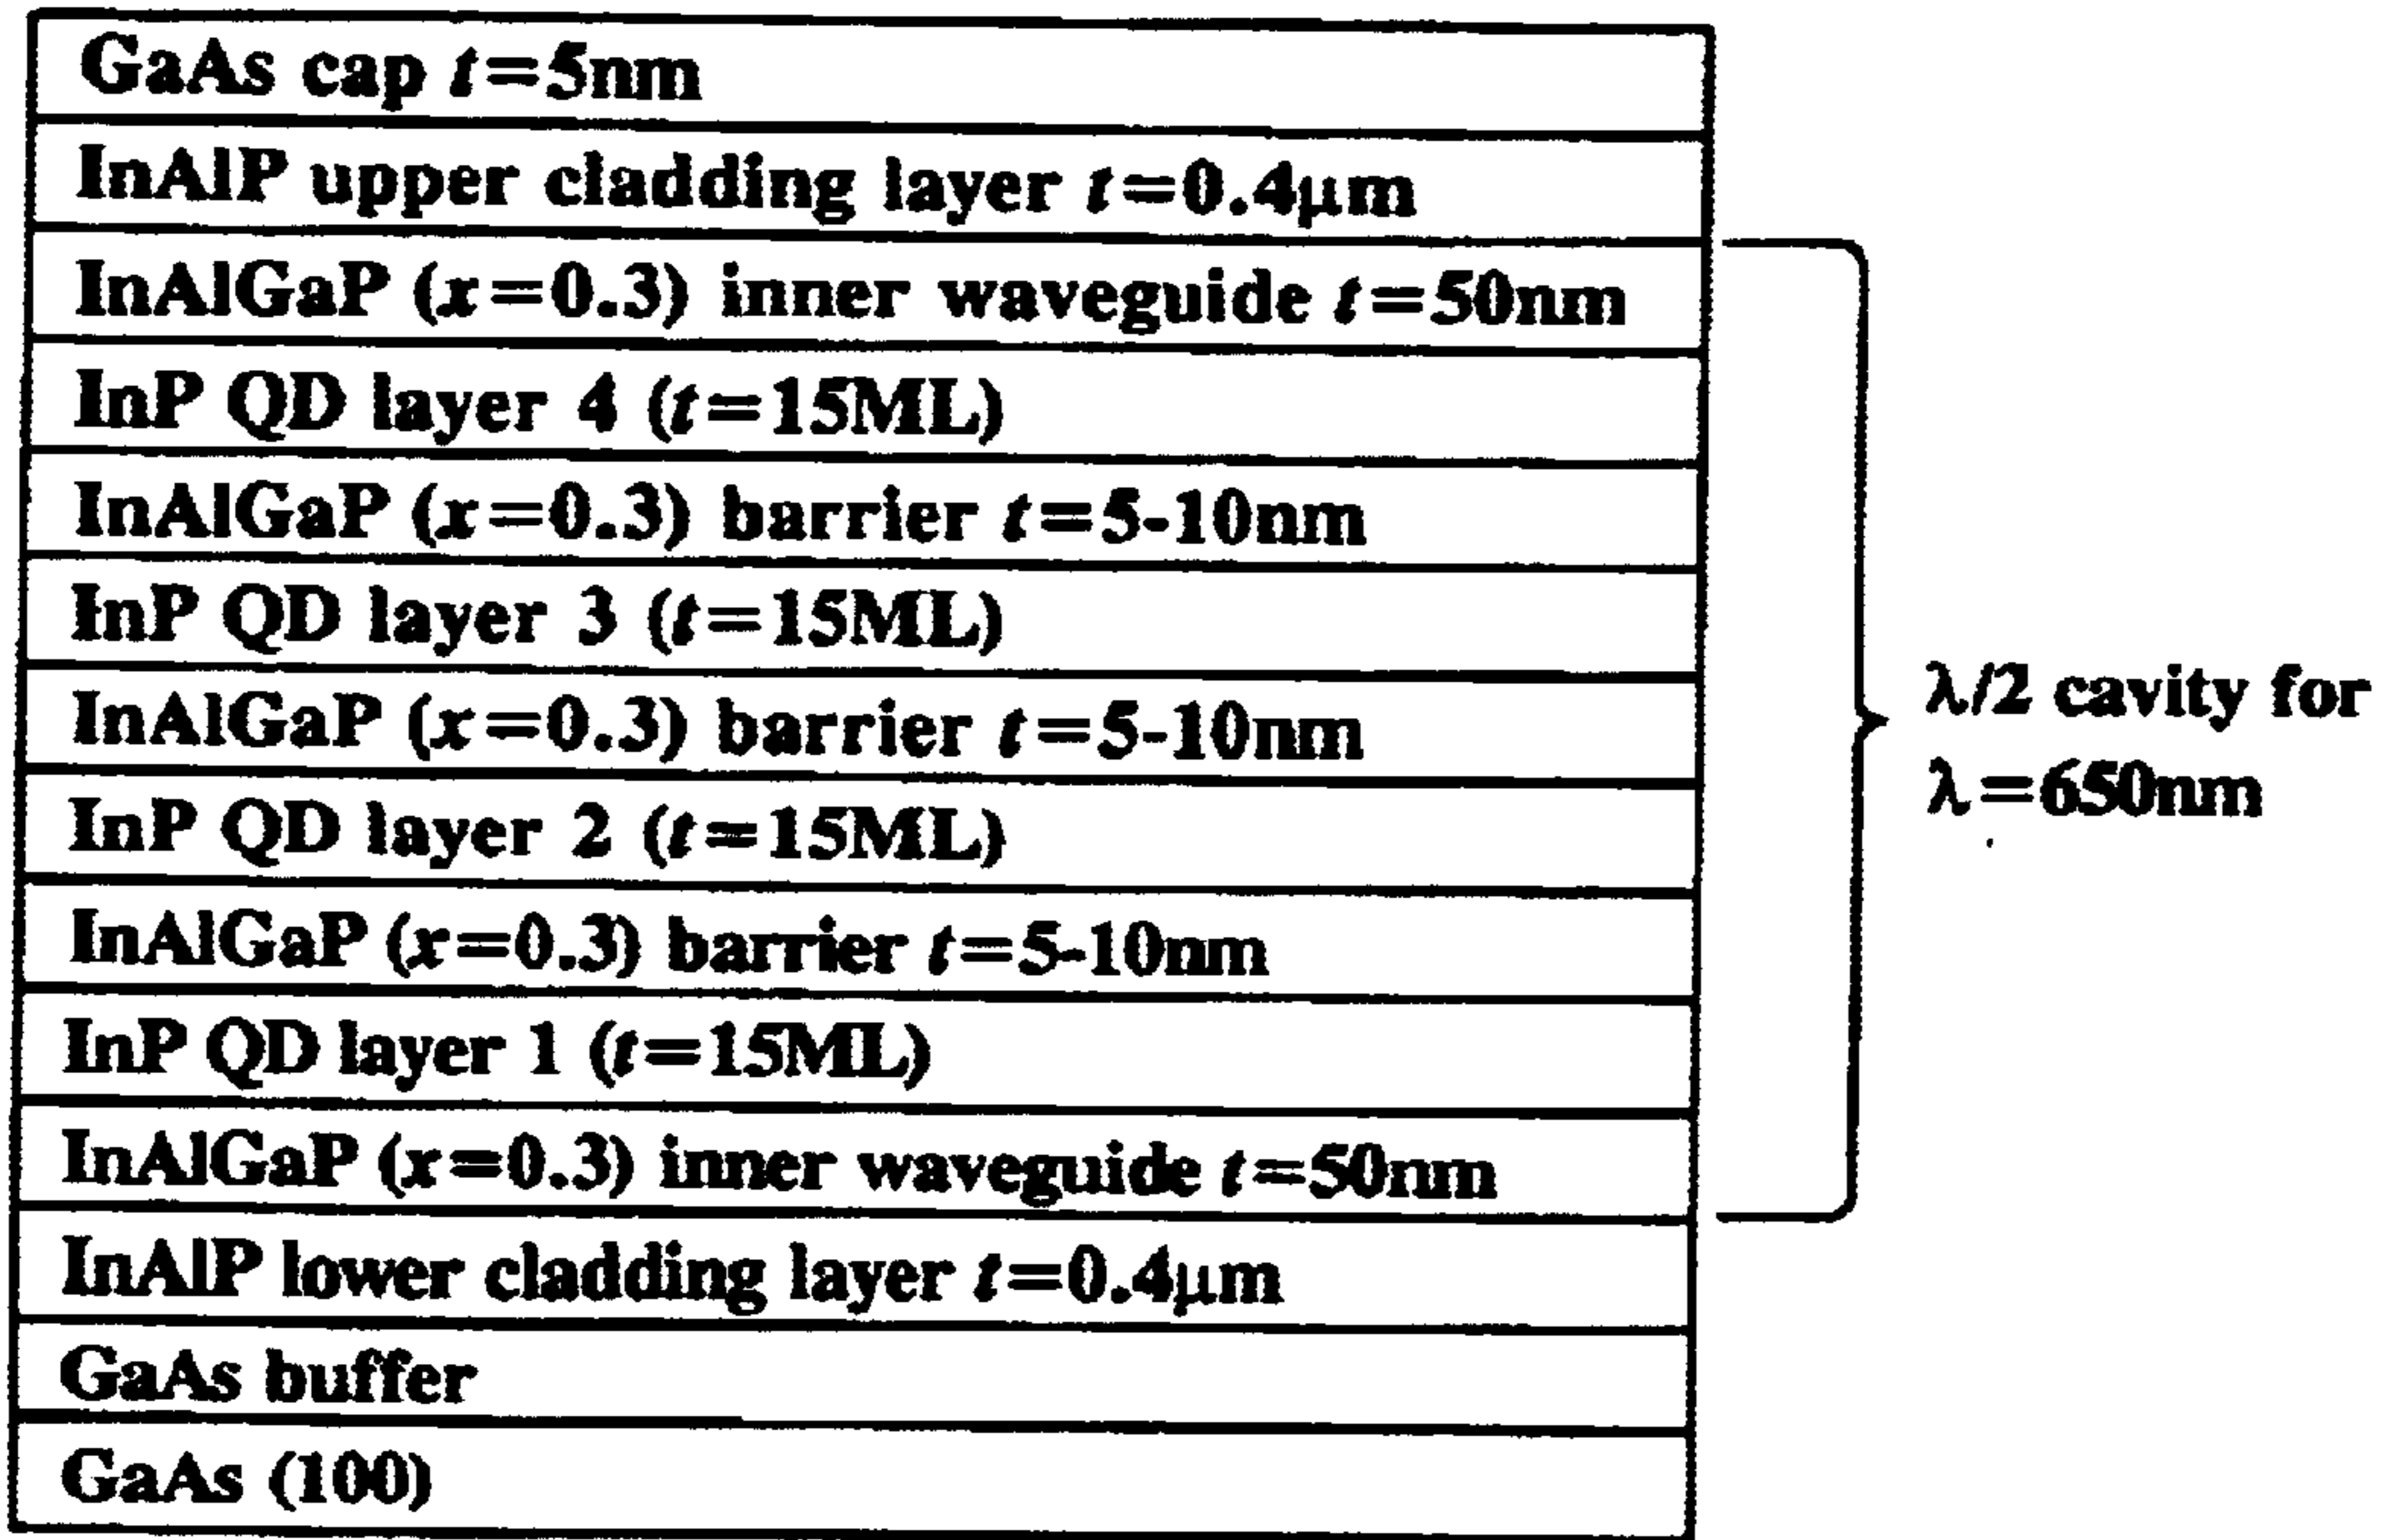 GaAs cap t=5nm
InAlP upper cladding layer t=0.4μm
InAlGaP (x=0.3) inner waveguide t=50nm
InP QD layer 4 (t=15ML)
InAlGaP (x=0.3) barrier t=5-10nm
InP QD layer 3 (t=15ML)
InAlGaP (x=0.3) barrier t=5-10nm
InP QD layer 2 (t=15ML)
InAlGaP (x=0.3) barrier t=5-10nm
InP QD layer 1 (t=15ML)
InAlGaP (x=0.3) inner waveguide t=50nm
InAlP lower cladding layer t=0.4μm
GaAs buffer
GaAs (100)
λ/2 cavity for
λ=650nm